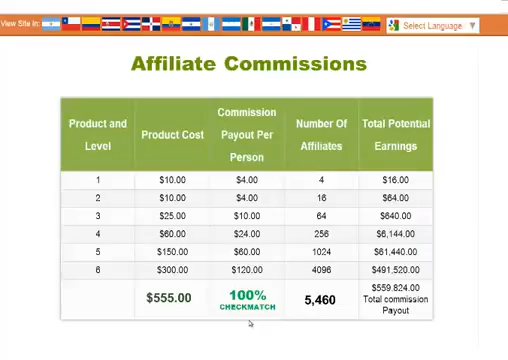 View Site In: Select Language ▼
Affiliate Commissions
Product and Level Product Cost Commission Payout Per Person Number Of Affiliates Total Potential Earnings
1 $10.00 $4.00 4 $16.00
2 $10.00 $4.00 16 $64.00
3 $25.00 $10.00 64 $640.00
4 $60.00 $24.00 256 $6,144.00
5 $150.00 $60.00 1024 $61,440.00
6 $300.00 $120.00 4096 $491,520.00
$555.00 100% CHECKMATCH 5,460 $559,824.00 Total commission Payout